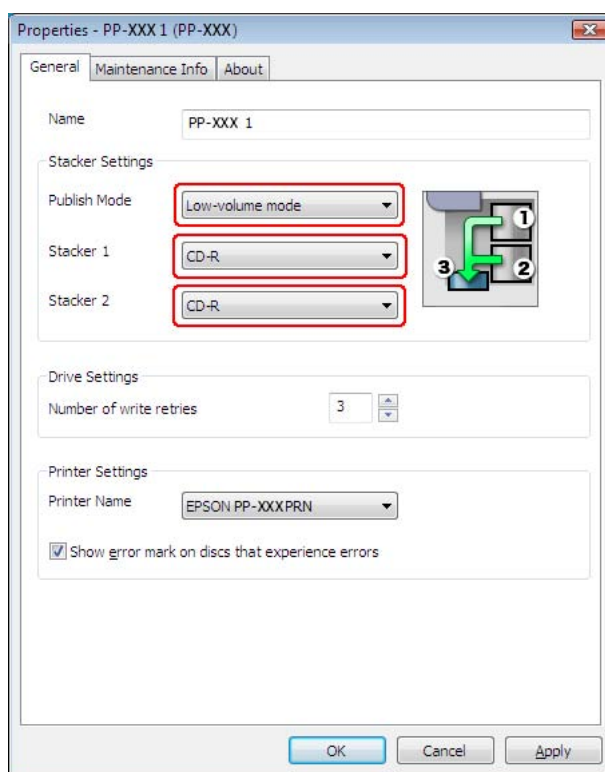 Properties - PP-XXX 1 (PP-XXX)
General Maintenance Info About
Name PP-XXX 1
Stacker Settings
Publish Mode Low-volume mode
Stacker 1 CD-R
Stacker 2 CD-R
1
3 2
Drive Settings
Number of write retries 3
Printer Settings
Printer Name EPSON PP-XXXPRN
Show error mark on discs that experience errors
OK Cancel Apply